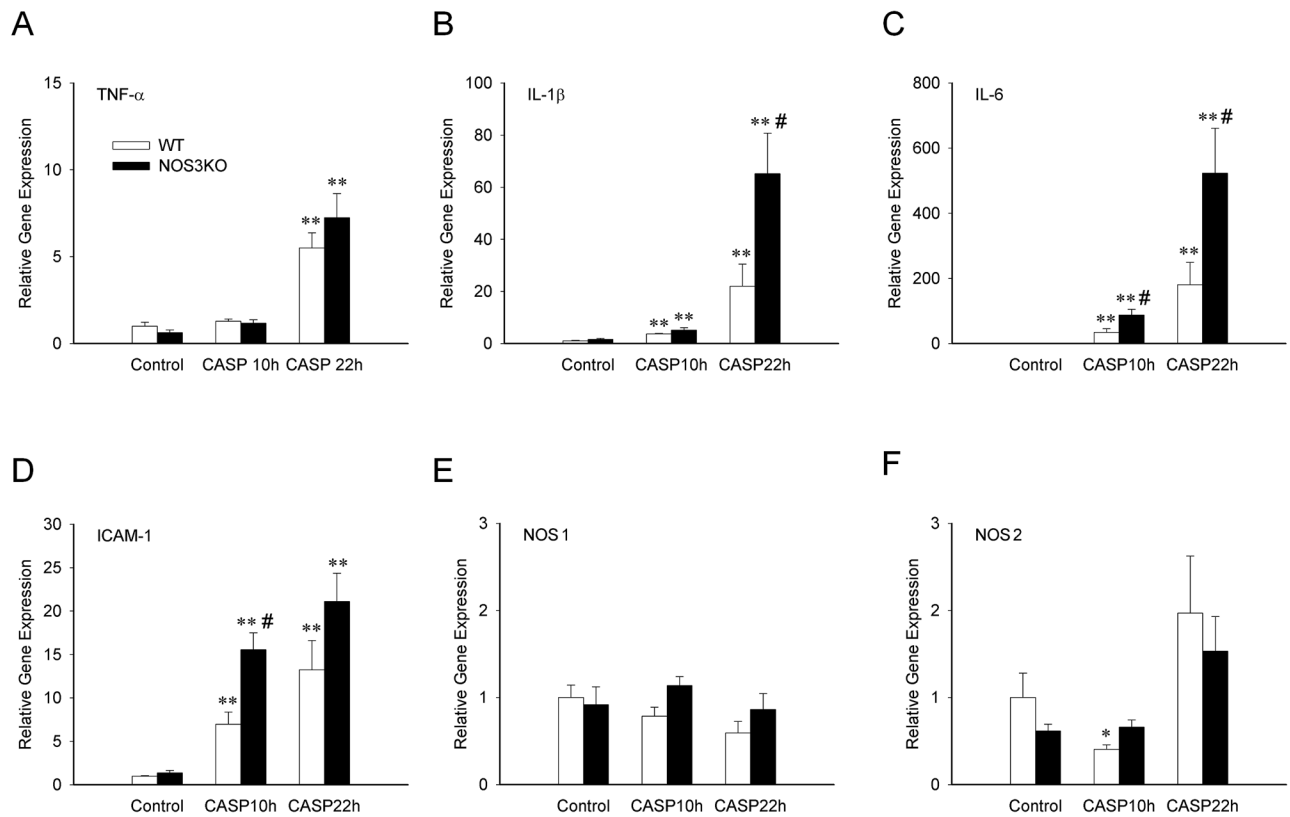 A
TNF-α
Relative Gene Expression
15
10
5
0
WT
NOS3KO
**
**
Control
CASP 10h
CASP 22h
B
IL-1β
Relative Gene Expression
100
80
60
40
20
0
**
**
**
** #
Control
CASP10h
CASP22h
C
IL-6
Relative Gene Expression
800
600
400
200
0
**
** #
**
** #
Control
CASP10h
CASP22h
D
ICAM-1
Relative Gene Expression
30
25
20
15
10
5
0
**
** #
**
**
Control
CASP10h
CASP22h
E
NOS 1
Relative Gene Expression
3
2
1
0
Control
CASP10h
CASP22h
F
NOS 2
Relative Gene Expression
3
2
1
0
*
Control
CASP10h
CASP22h